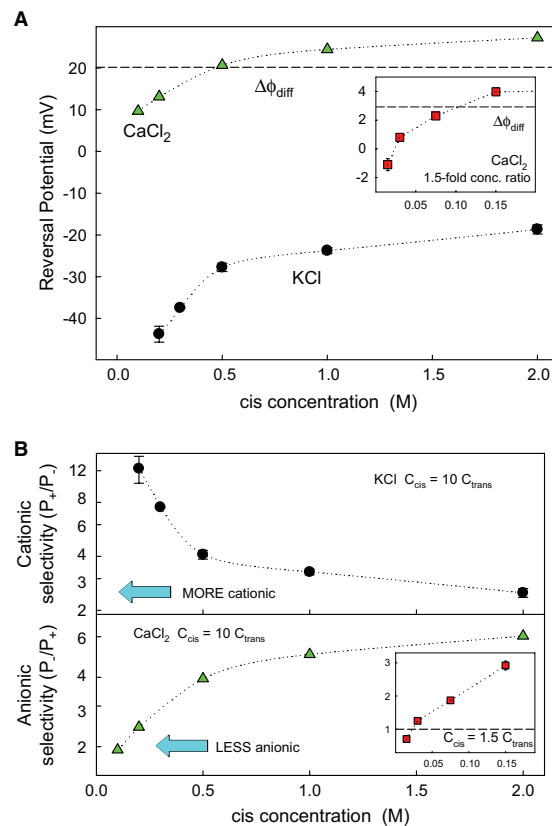 A
Reversal Potential (mV)
20
10
0
-10
-20
-30
-40
CaCl₂
Δϕdiff
KCl
4
2
0
-2
Δϕdiff
CaCl₂
1.5-fold conc. ratio
0.05 0.10 0.15
0.0 0.5 1.0 1.5 2.0
cis concentration (M)
B
Cationic
selectivity (P₊/P₋)
12
8
6
4
3
2
KCl Ccis = 10 Ctrans
MORE cationic
Anionic
selectivity (P₋/P₊)
6
4
3
2
CaCl₂ Ccis = 10 Ctrans
LESS anionic
3
2
1
Ccis = 1.5 Ctrans
0.05 0.10 0.15
0.0 0.5 1.0 1.5 2.0
cis concentration (M)